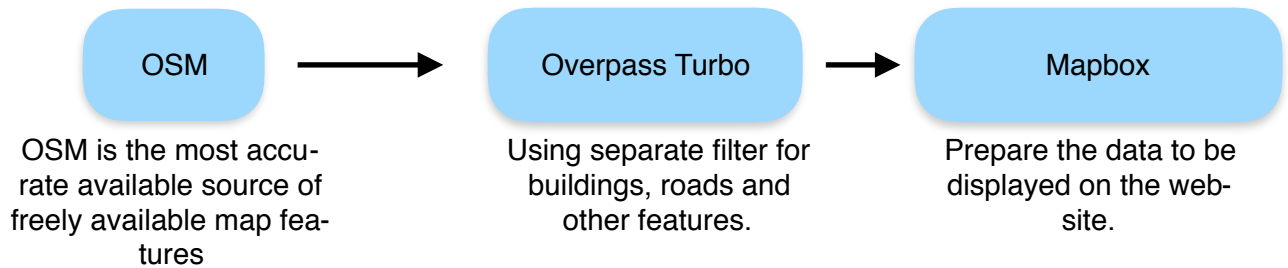 OSM
Overpass Turbo
Mapbox
OSM is the most accu-
rate available source of
freely available map fea-
tures
Using separate filter for
buildings, roads and
other features.
Prepare the data to be
displayed on the web-
site.